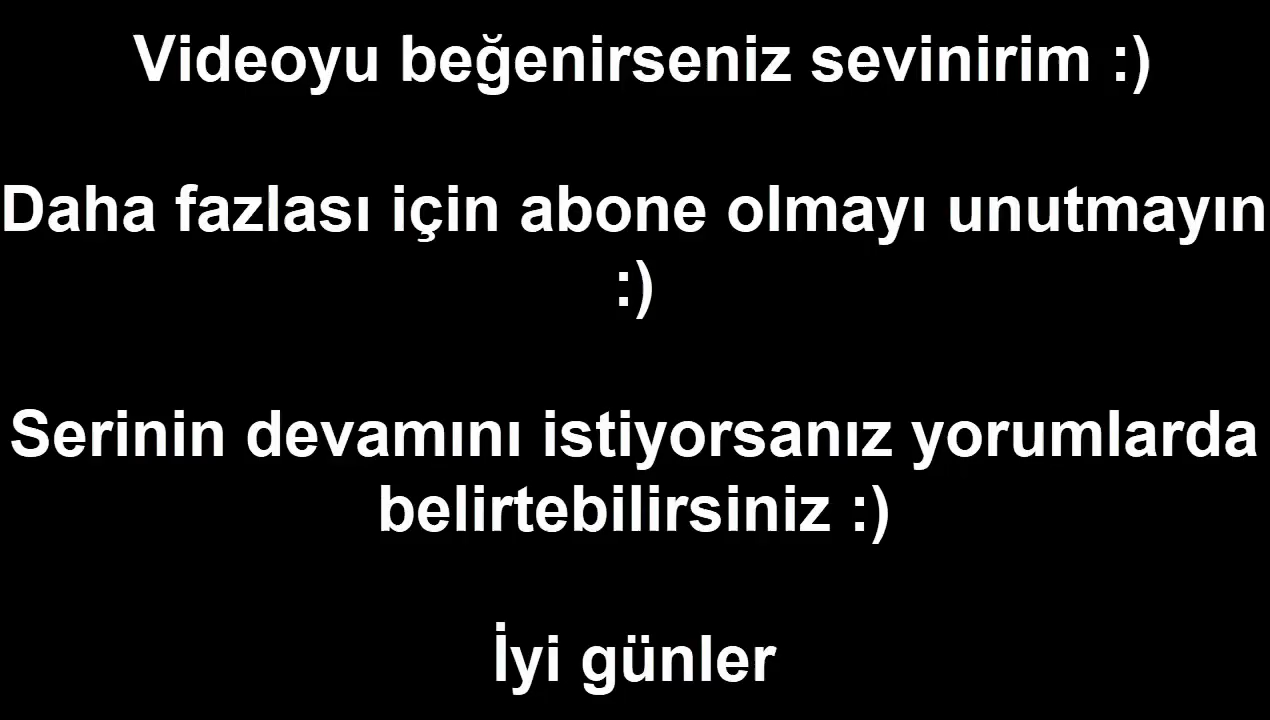 Videoyu beğenirseniz sevinirim :)
Daha fazlası için abone olmayı unutmayın
:)
Serinin devamını istiyorsanız yorumlarda
belirtebilirsiniz :)
İyi günler